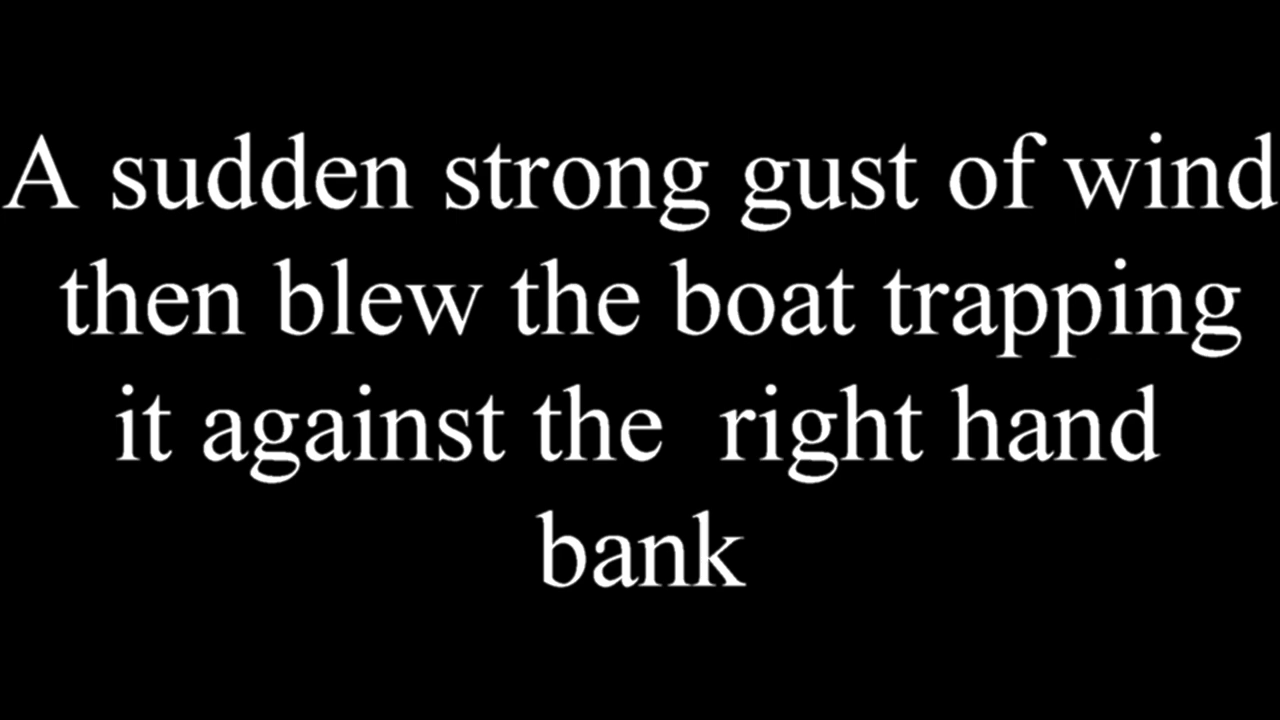 A sudden strong gust of wind
then blew the boat trapping
it against the  right hand
bank